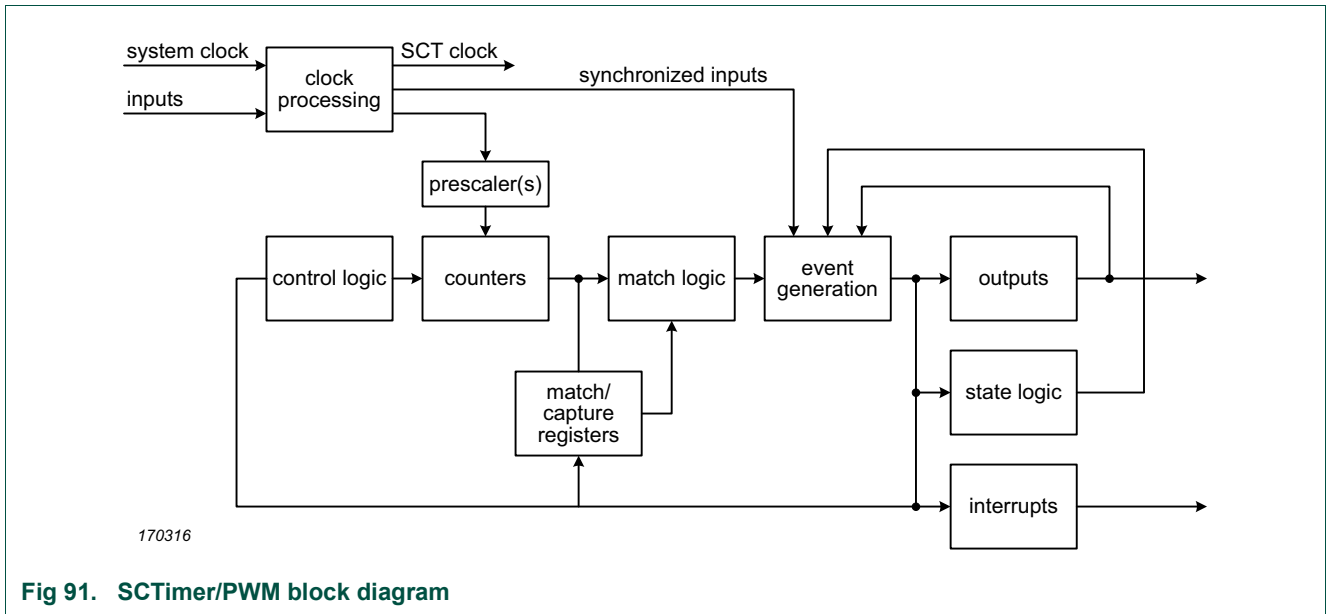 system clock
SCT clock
clock
processing
synchronized inputs
inputs
prescaler(s)
control logic
counters
match logic
event
generation
outputs
match/
capture
registers
state logic
interrupts
170316
Fig 91. SCTimer/PWM block diagram